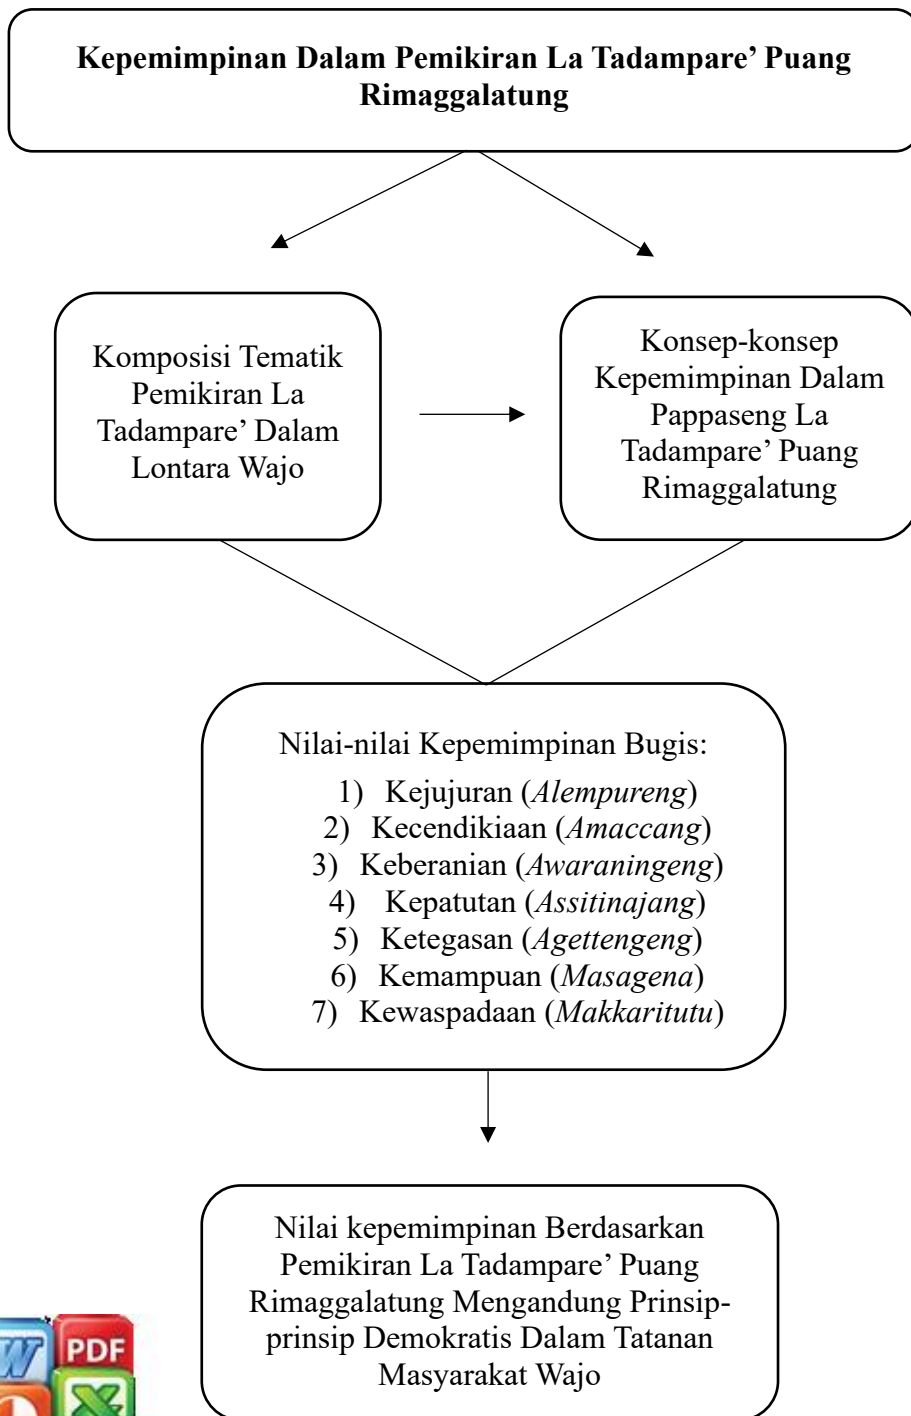 Kepemimpinan Dalam Pemikiran La Tadampare’ Puang
Rimaggalatung
Komposisi Tematik
Pemikiran La
Tadampare’ Dalam
Lontara Wajo
Konsep-konsep
Kepemimpinan Dalam
Pappaseng La
Tadampare’ Puang
Rimaggalatung
Nilai-nilai Kepemimpinan Bugis:
1) Kejujuran (Alempureng)
2) Kecendikiaan (Amaccang)
3) Keberanian (Awaraningeng)
4) Kepatutan (Assitinajang)
5) Ketegasan (Agettengeng)
6) Kemampuan (Masagena)
7) Kewaspadaan (Makkaritutu)
Nilai kepemimpinan Berdasarkan
Pemikiran La Tadampare’ Puang
Rimaggalatung Mengandung Prinsip-
prinsip Demokratis Dalam Tatanan
Masyarakat Wajo
W
PDF